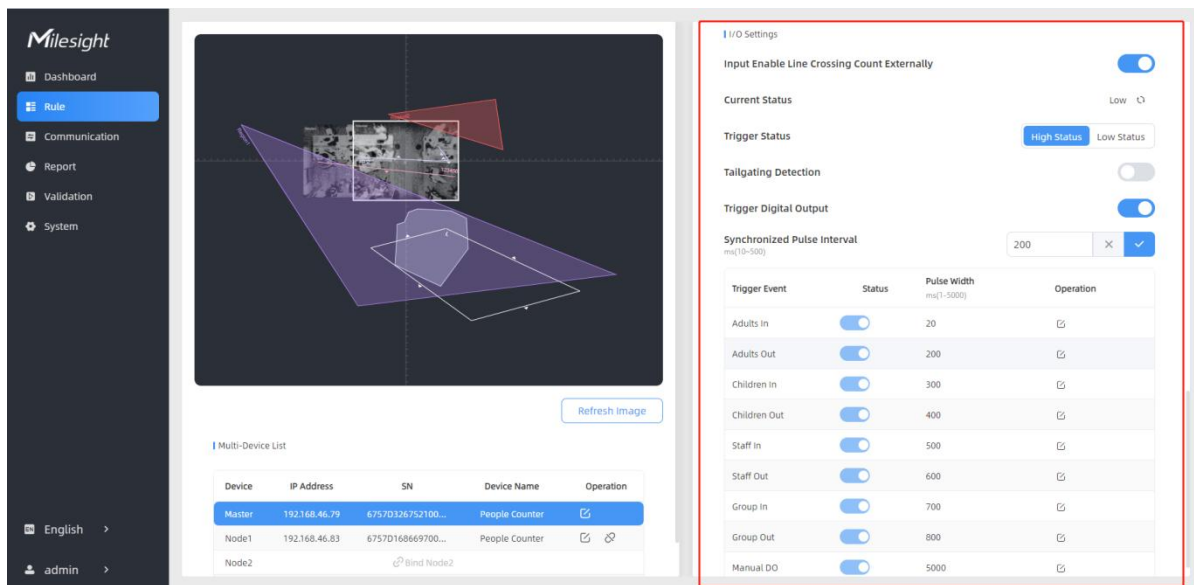 Milesight
Dashboard
Rule
Communication
Report
Validation
System
English >
admin >
Refresh Image
Multi-Device List
Device IP Address SN Device Name Operation
Master 192.168.46.79 6757D326752100... People Counter
Node1 192.168.46.83 6757D168669700... People Counter
Node2 Bind Node2
I/O Settings
Input Enable Line Crossing Count Externally
Current Status Low
Trigger Status High Status Low Status
Tailgating Detection
Trigger Digital Output
Synchronized Pulse Interval 200
ms(10~500)
Trigger Event Status Pulse Width Operation
ms(1~5000)
Adults In 20
Adults Out 200
Children In 300
Children Out 400
Staff In 500
Staff Out 600
Group In 700
Group Out 800
Manual DO 5000